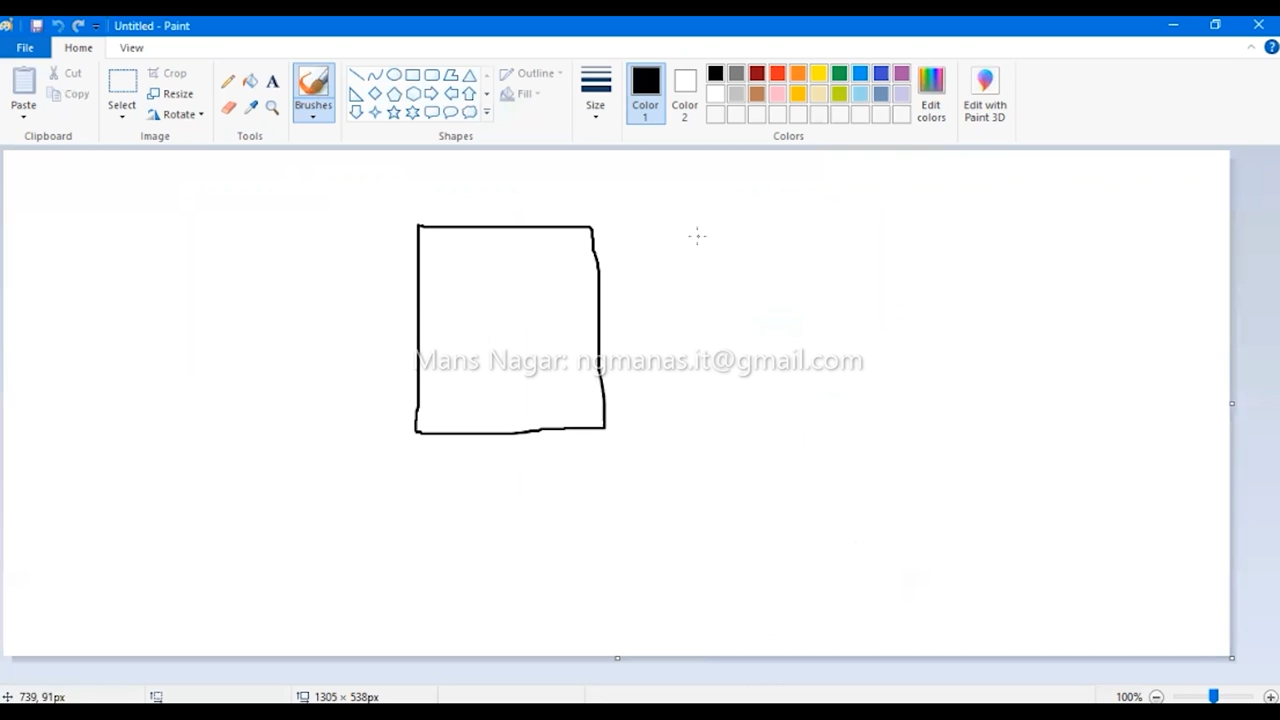 Untitled - Paint
File Home View
Paste
Cut
Copy
Clipboard
Select
Crop
Resize
Rotate
Image
Tools
Brushes
Shapes
Outline
Fill
Size
Color 1
Color 2
Colors
Edit colors
Edit with Paint 3D
Mans Nagar: ngmanas.it@gmail.com
739, 91px
1305 × 538px
100%